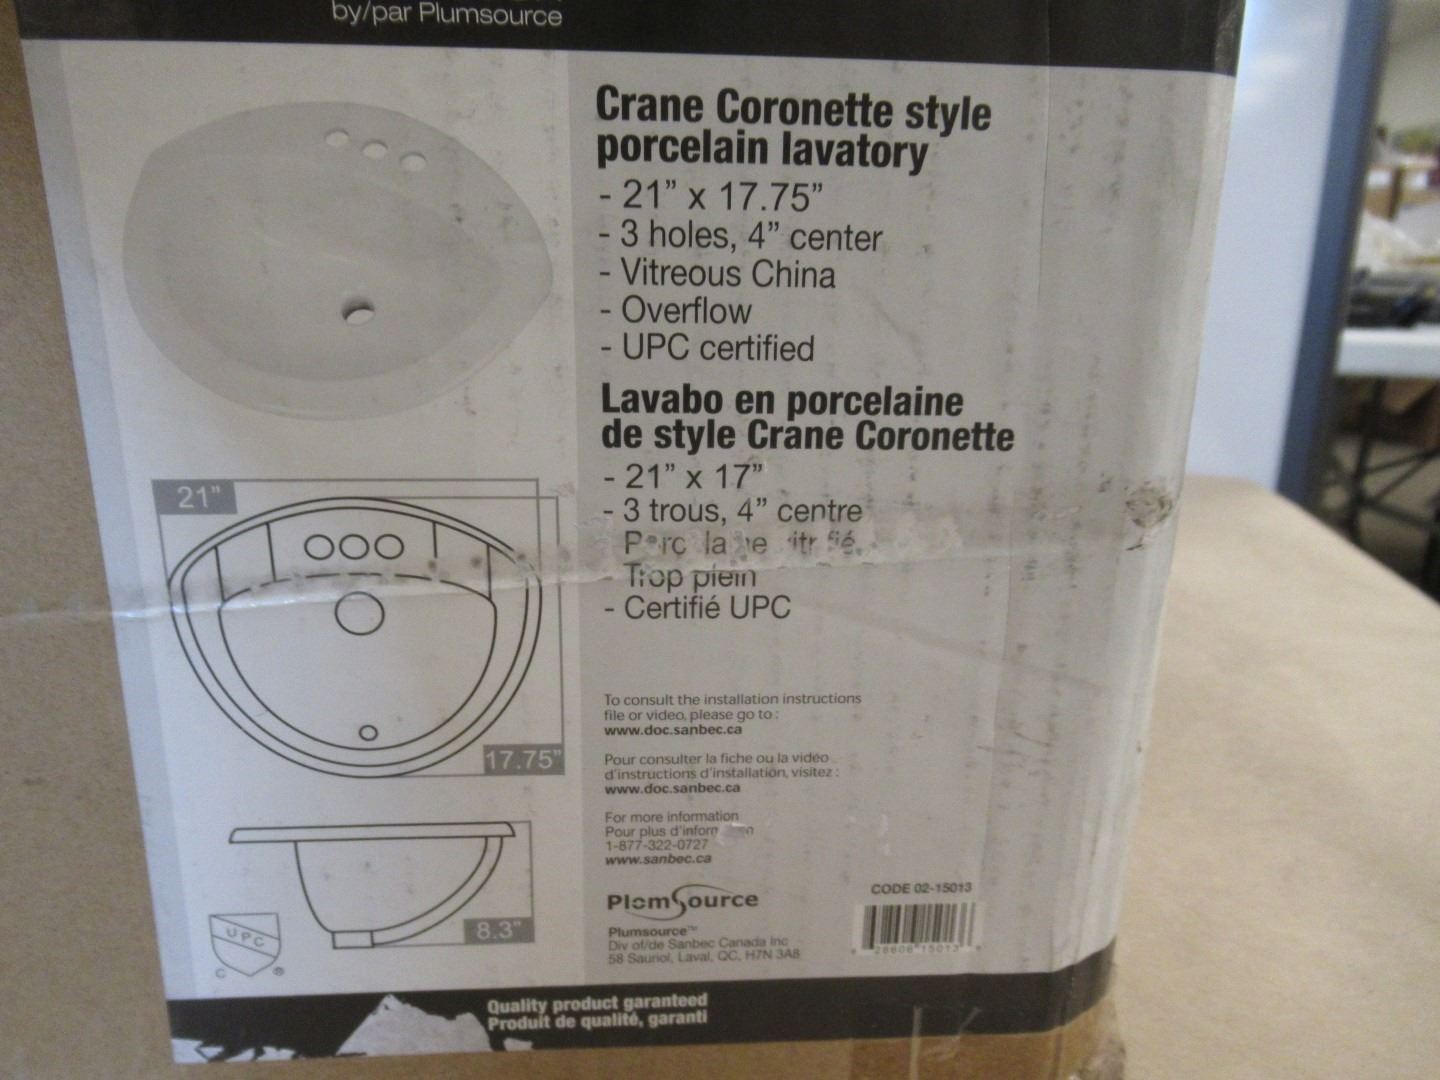 by/par Plumsource
Crane Coronette style
porcelain lavatory
- 21” x 17.75”
- 3 holes, 4” center
- Vitreous China
- Overflow
- UPC certified
Lavabo en porcelaine
de style Crane Coronette
- 21” x 17”
- 3 trous, 4” centre
Trop plein
- Certifié UPC
21”
17.75”
8.3”
UPC
C ®
To consult the installation instructions
file or video, please go to :
www.doc.sanbec.ca
Pour consulter la fiche ou la vidéo
d'instructions d'installation, visitez :
www.doc.sanbec.ca
For more information
Pour plus
1-877-322-0727
www.sanbec.ca
PlumSource
Plumsource™
Div of/de Sanbec Canada Inc
58 Sauriol, Laval, QC, H7N 3A8
CODE 02-15013
Quality product garanteed
Produit de qualité, garanti